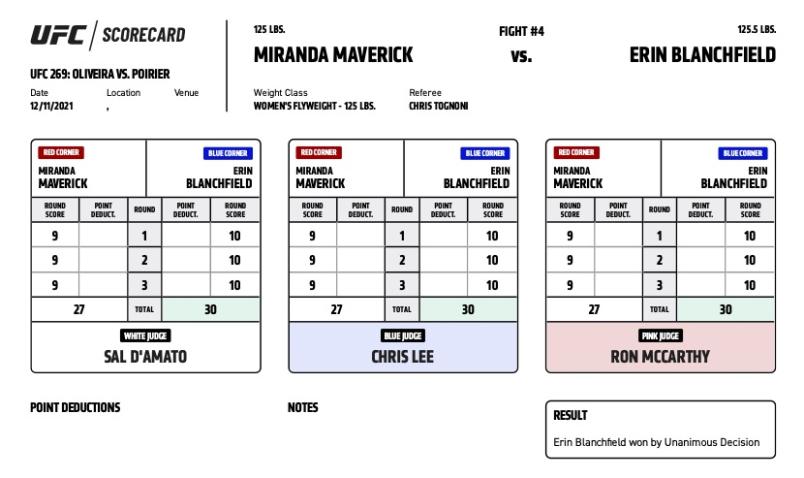 UFC / SCORECARD
UFC 269: OLIVEIRA VS. POIRIER
Date Location Venue
12/11/2021 ,
125 LBS. FIGHT #4 125.5 LBS.
MIRANDA MAVERICK VS. ERIN BLANCHFIELD
Weight Class Referee
WOMEN'S FLYWEIGHT - 125 LBS. CHRIS TOGNONI
RED CORNER BLUE CORNER
MIRANDA ERIN
MAVERICK BLANCHFIELD
ROUND SCORE POINT DEDUCT. ROUND POINT DEDUCT. ROUND SCORE
9 1 10
9 2 10
9 3 10
27 TOTAL 30
WHITE JUDGE
SAL D'AMATO
RED CORNER BLUE CORNER
MIRANDA ERIN
MAVERICK BLANCHFIELD
ROUND SCORE POINT DEDUCT. ROUND POINT DEDUCT. ROUND SCORE
9 1 10
9 2 10
9 3 10
27 TOTAL 30
BLUE JUDGE
CHRIS LEE
RED CORNER BLUE CORNER
MIRANDA ERIN
MAVERICK BLANCHFIELD
ROUND SCORE POINT DEDUCT. ROUND POINT DEDUCT. ROUND SCORE
9 1 10
9 2 10
9 3 10
27 TOTAL 30
PINK JUDGE
RON MCCARTHY
POINT DEDUCTIONS
NOTES
RESULT
Erin Blanchfield won by Unanimous Decision